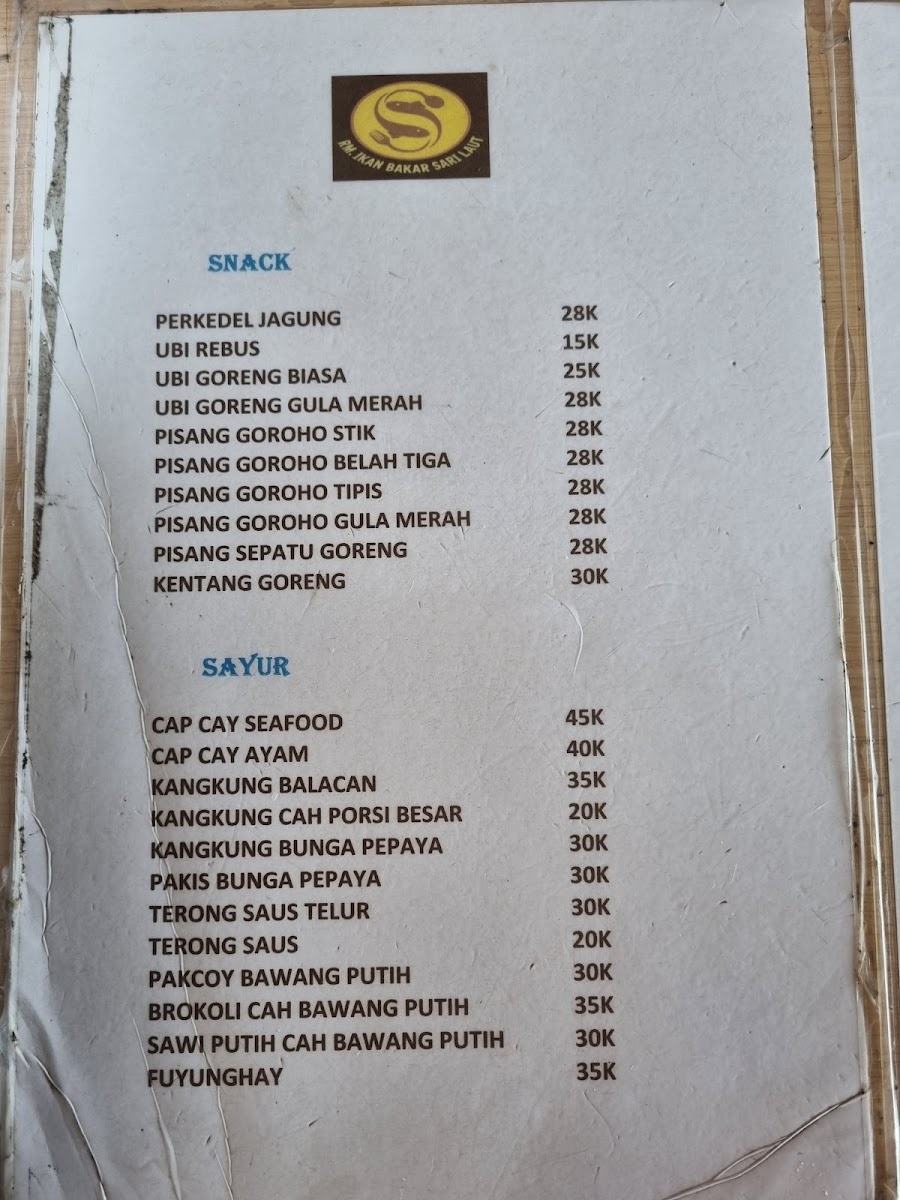 RM. IKAN BAKAR SARI LAUT
SNACK
PERKEDEL JAGUNG 28K
UBI REBUS 15K
UBI GORENG BIASA 25K
UBI GORENG GULA MERAH 28K
PISANG GOROHO STIK 28K
PISANG GOROHO BELAH TIGA 28K
PISANG GOROHO TIPIS 28K
PISANG GOROHO GULA MERAH 28K
PISANG SEPATU GORENG 28K
KENTANG GORENG 30K
SAYUR
CAP CAY SEAFOOD 45K
CAP CAY AYAM 40K
KANGKUNG BALACAN 35K
KANGKUNG CAH PORSI BESAR 20K
KANGKUNG BUNGA PEPAYA 30K
PAKIS BUNGA PEPAYA 30K
TERONG SAUS TELUR 30K
TERONG SAUS 20K
PAKCOY BAWANG PUTIH 30K
BROKOLI CAH BAWANG PUTIH 35K
SAWI PUTIH CAH BAWANG PUTIH 30K
FUYUNGHAY 35K